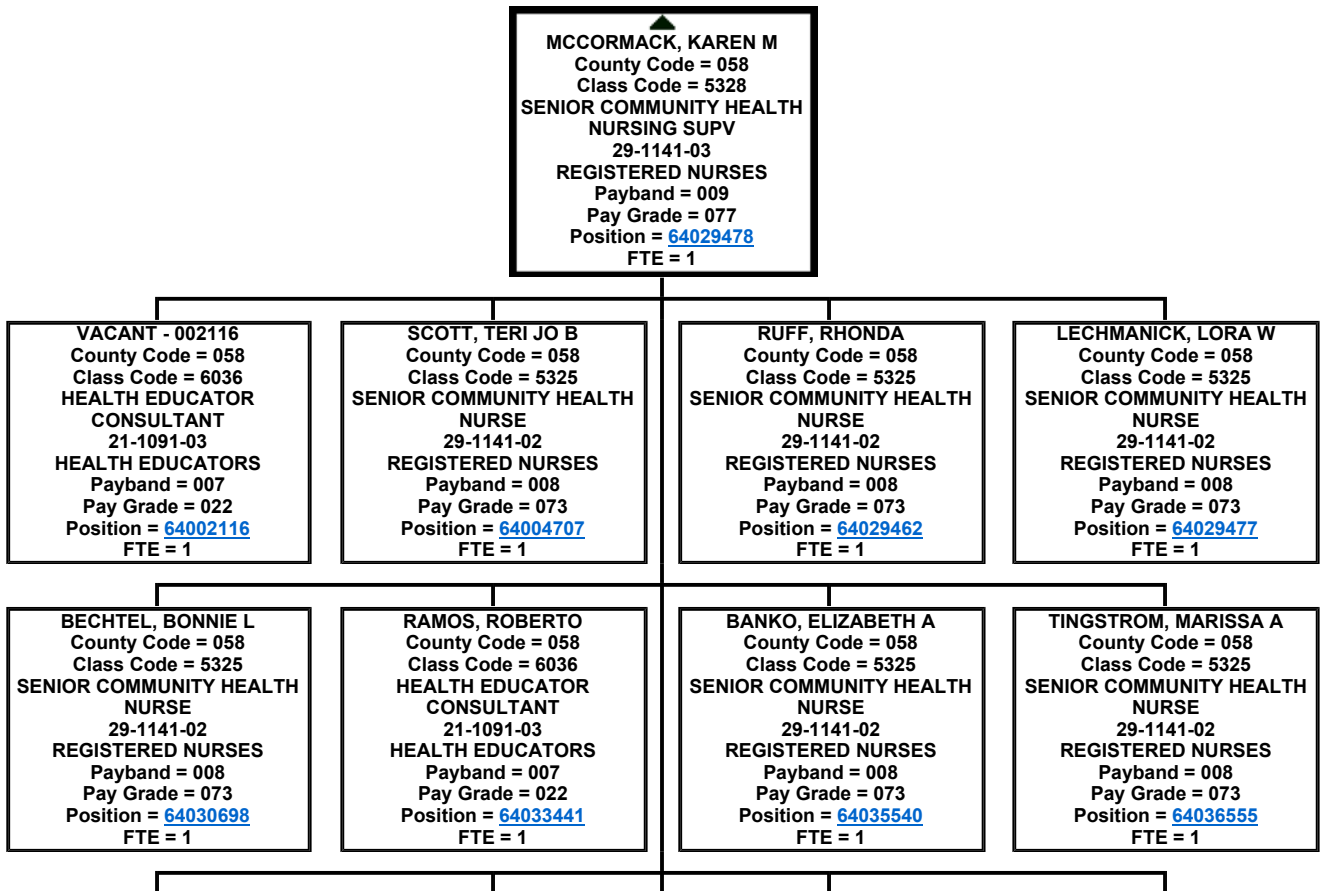 MCCORMACK, KAREN M
County Code = 058
Class Code = 5328
SENIOR COMMUNITY HEALTH
NURSING SUPV
29-1141-03
REGISTERED NURSES
Payband = 009
Pay Grade = 077
Position = 64029478
FTE = 1
VACANT - 002116
County Code = 058
Class Code = 6036
HEALTH EDUCATOR
CONSULTANT
21-1091-03
HEALTH EDUCATORS
Payband = 007
Pay Grade = 022
Position = 64002116
FTE = 1
SCOTT, TERI JO B
County Code = 058
Class Code = 5325
SENIOR COMMUNITY HEALTH
NURSE
29-1141-02
REGISTERED NURSES
Payband = 008
Pay Grade = 073
Position = 64004707
FTE = 1
RUFF, RHONDA
County Code = 058
Class Code = 5325
SENIOR COMMUNITY HEALTH
NURSE
29-1141-02
REGISTERED NURSES
Payband = 008
Pay Grade = 073
Position = 64029462
FTE = 1
LECHMANICK, LORA W
County Code = 058
Class Code = 5325
SENIOR COMMUNITY HEALTH
NURSE
29-1141-02
REGISTERED NURSES
Payband = 008
Pay Grade = 073
Position = 64029477
FTE = 1
BECHTEL, BONNIE L
County Code = 058
Class Code = 5325
SENIOR COMMUNITY HEALTH
NURSE
29-1141-02
REGISTERED NURSES
Payband = 008
Pay Grade = 073
Position = 64030698
FTE = 1
RAMOS, ROBERTO
County Code = 058
Class Code = 6036
HEALTH EDUCATOR
CONSULTANT
21-1091-03
HEALTH EDUCATORS
Payband = 007
Pay Grade = 022
Position = 64033441
FTE = 1
BANKO, ELIZABETH A
County Code = 058
Class Code = 5325
SENIOR COMMUNITY HEALTH
NURSE
29-1141-02
REGISTERED NURSES
Payband = 008
Pay Grade = 073
Position = 64035540
FTE = 1
TINGSTROM, MARISSA A
County Code = 058
Class Code = 5325
SENIOR COMMUNITY HEALTH
NURSE
29-1141-02
REGISTERED NURSES
Payband = 008
Pay Grade = 073
Position = 64036555
FTE = 1